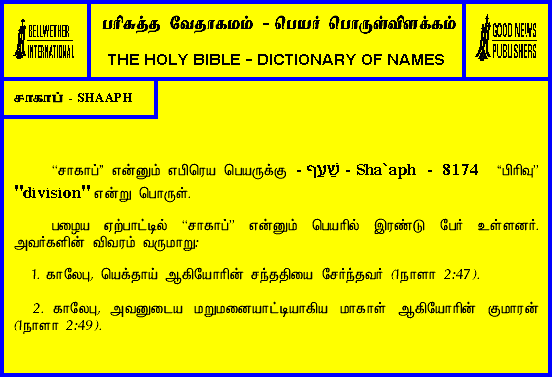 BELLWETHER
INTERNATIONAL
பரிசுத்த வேதாகமம் - பெயர் பொருள்விளக்கம்
THE HOLY BIBLE - DICTIONARY OF NAMES
GOOD NEWS
PUBLISHERS
சாகாப் - SHAAPH
“சாகாப்” என்னும் எபிரெய பெயருக்கு - שַׁעַף - Sha`aph - 8174 “பிரிவு”
"division" என்று பொருள்.
பழைய ஏற்பாட்டில் “சாகாப்” என்னும் பெயரில் இரண்டு பேர் உள்ளனர்.
அவர்களின் விவரம் வருமாறு:
1. காலேபு, யெக்தாய் ஆகியோரின் சந்ததியை சேர்ந்தவர் (1நாளா 2:47).
2. காலேபு, அவனுடைய மறுமனையாட்டியாகிய மாகாள் ஆகியோரின் குமாரன்
(1நாளா 2:49).